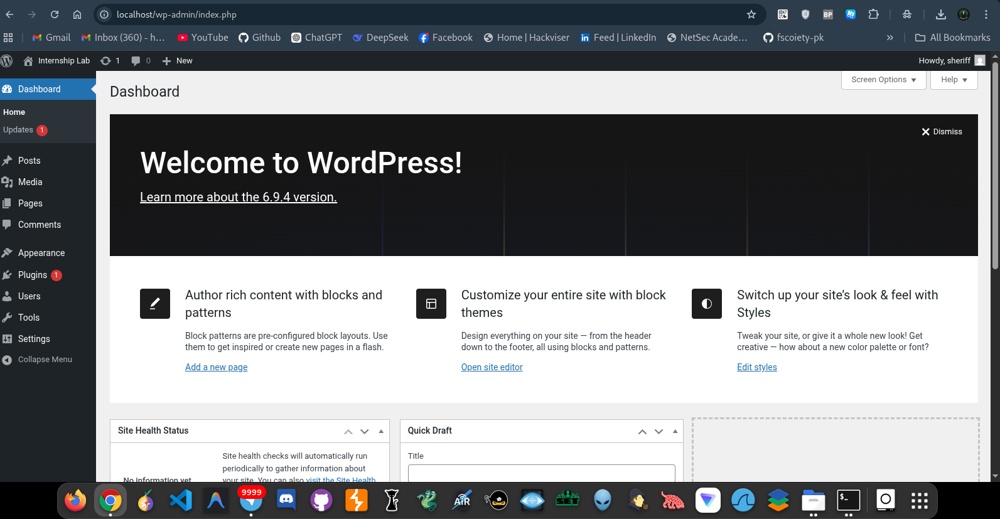 localhost/wp-admin/index.php
BP
Gmail
Inbox (360) - h...
YouTube
Github
ChatGPT
DeepSeek
Facebook
Home | Hackviser
Feed | LinkedIn
NetSec Acade...
fscoiety-pk
»
All Bookmarks
Internship Lab
1
0
New
Howdy, sheriff
Dashboard
Home
Updates 1
Posts
Media
Pages
Comments
Appearance
Plugins 1
Users
Tools
Settings
Collapse Menu
Screen Options
Help
Dashboard
Dismiss
Welcome to WordPress!
Learn more about the 6.9.4 version.
Author rich content with blocks and
patterns
Block patterns are pre-configured block layouts. Use
them to get inspired or create new pages in a flash.
Add a new page
Customize your entire site with block
themes
Design everything on your site — from the header
down to the footer, all using blocks and patterns.
Open site editor
Switch up your site’s look & feel with
Styles
Tweak your site, or give it a whole new look! Get
creative — how about a new color palette or font?
Edit styles
Site Health Status
No information yet
Site health checks will automatically run
periodically to gather information about
your site. You can also visit the Site Health
Quick Draft
Title
9999
AiR
SET
$_